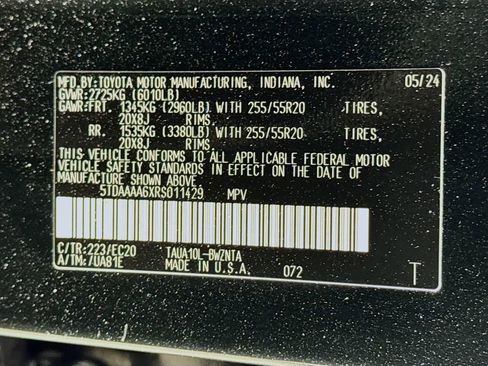 MFD.BY:TOYOTA MOTOR MANUFACTURING, INDIANA, INC. 05/24
GVWR:2725KG (6010LB)
GAWR:FRT. 1345KG (2960LB) WITH 255/55R20 TIRES,
20X8J RIMS.
RR. 1535KG (3380LB) WITH 255/55R20 TIRES,
20X8J RIMS.
THIS VEHICLE CONFORMS TO ALL APPLICABLE FEDERAL MOTOR
VEHICLE SAFETY STANDARDS IN EFFECT ON THE DATE OF
MANUFACTURE SHOWN ABOVE.
5TDAAAA6XRS011429 MPV
C/TR:223/EC20 TAUA10L-BWZNTA
A/TM:7UA81E MADE IN U.S.A. 072 T